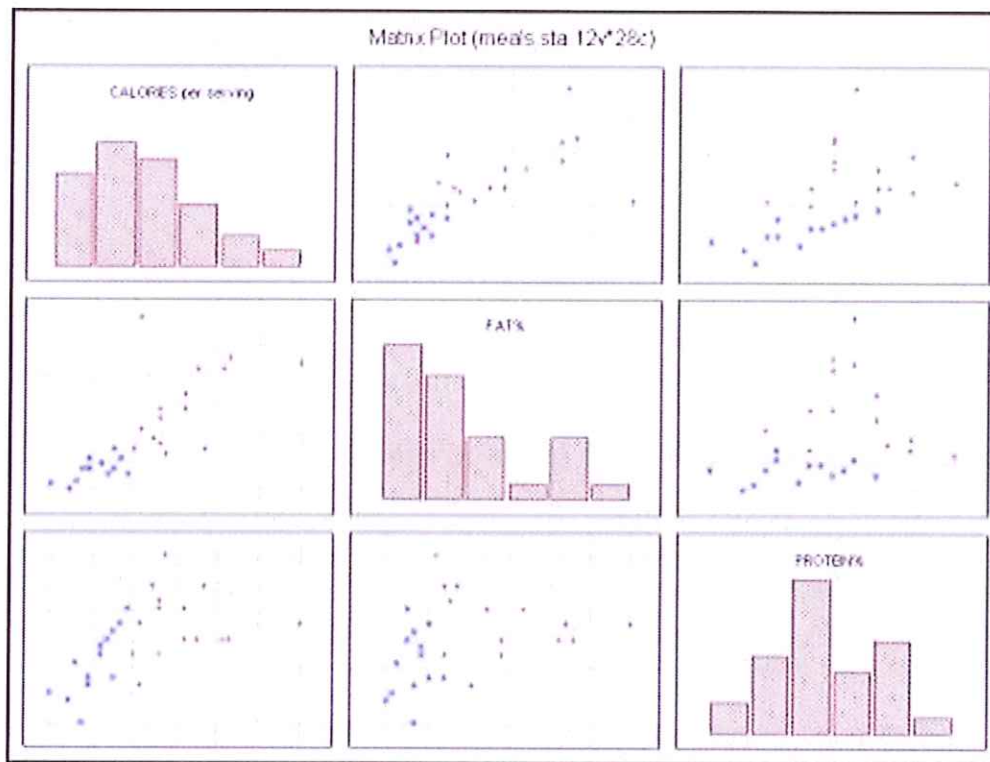 Matrix Plot (meals sta 12v*28c)
CALORIES (per serving)
FAT%
PROTEIN%